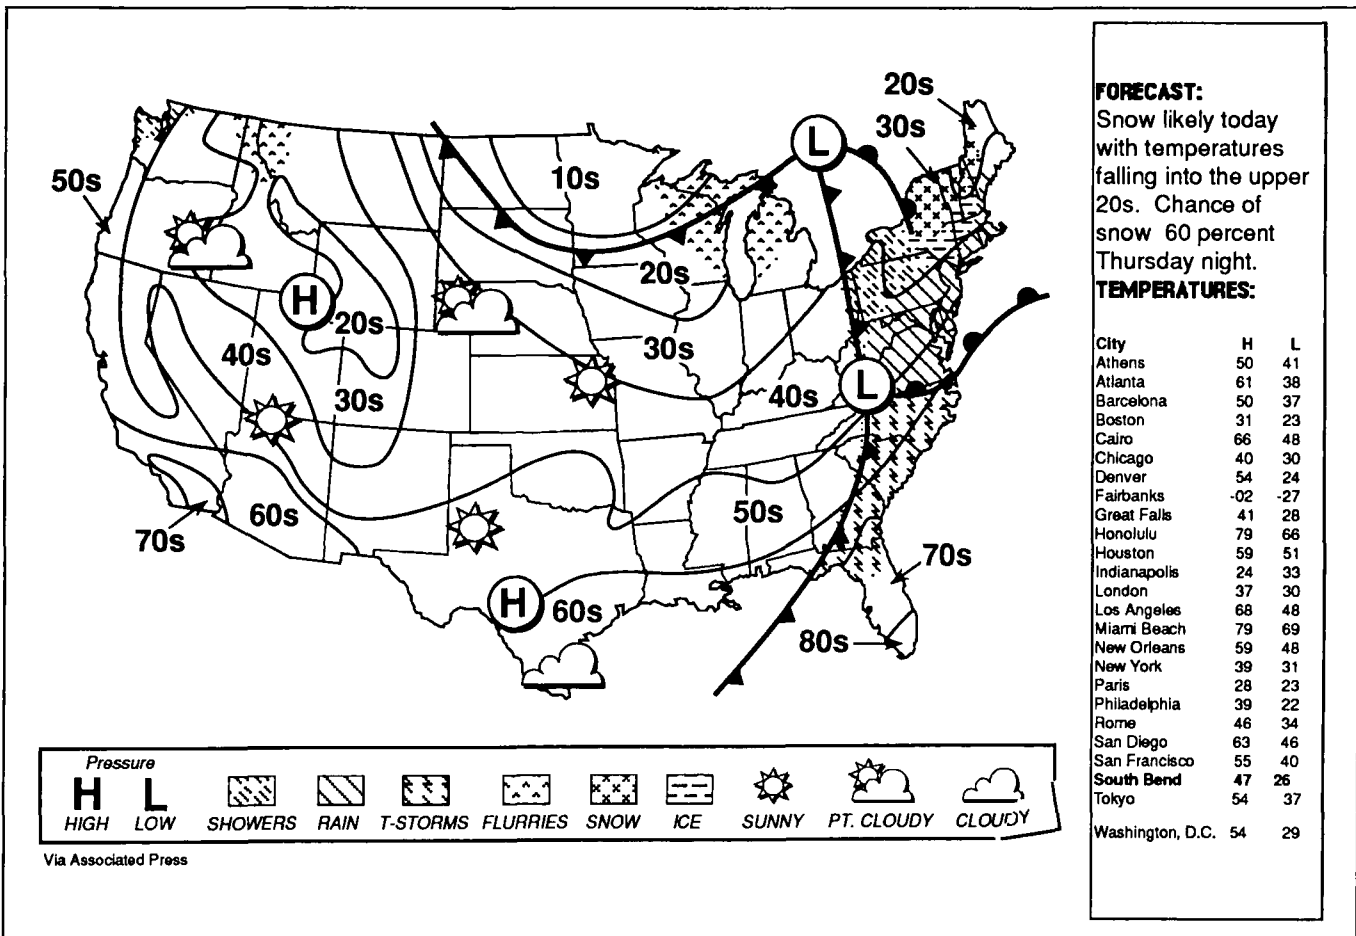 20s
30s
50s
10s
20s
20s
40s
30s
30s
40s
60s
70s
50s
60s
70s
80s
H
H
L
L
Pressure
H L
HIGH LOW SHOWERS RAIN T-STORMS FLURRIES SNOW ICE SUNNY PT. CLOUDY CLOUDY
Via Associated Press
FORECAST:
Snow likely today
with temperatures
falling into the upper
20s. Chance of
snow 60 percent
Thursday night.
TEMPERATURES:
City H L
Athens 50 41
Atlanta 61 38
Barcelona 50 37
Boston 31 23
Cairo 66 48
Chicago 40 30
Denver 54 24
Fairbanks -02 -27
Great Falls 41 28
Honolulu 79 66
Houston 59 51
Indianapolis 24 33
London 37 30
Los Angeles 68 48
Miami Beach 79 69
New Orleans 59 48
New York 39 31
Paris 28 23
Philadelphia 39 22
Rome 46 34
San Diego 63 46
San Francisco 55 40
South Bend 47 26
Tokyo 54 37
Washington, D.C. 54 29